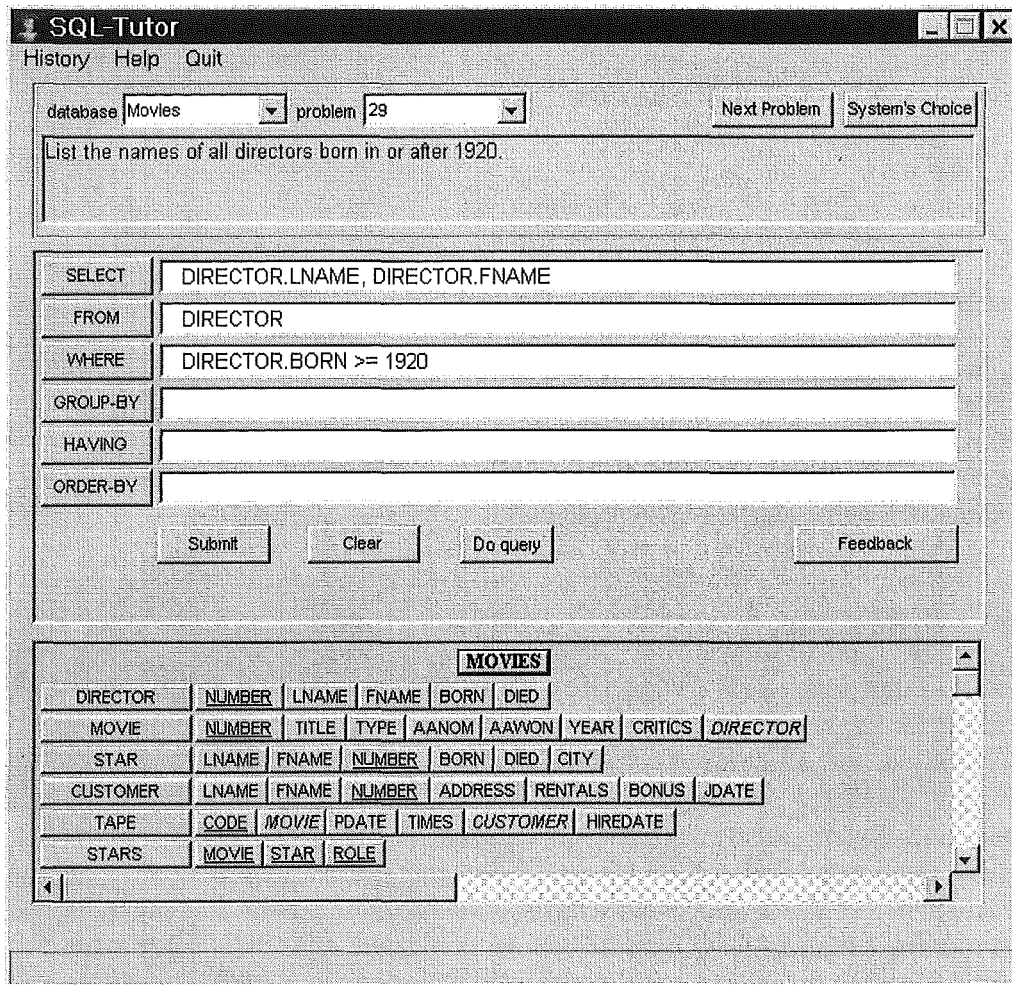 SQL-Tutor
History Help Quit
database Movies problem 29 Next Problem System's Choice
List the names of all directors born in or after 1920.
SELECT DIRECTOR.LNAME, DIRECTOR.FNAME
FROM DIRECTOR
WHERE DIRECTOR.BORN >= 1920
GROUP-BY
HAVING
ORDER-BY
Submit Clear Do query Feedback
MOVIES
DIRECTOR NUMBER LNAME FNAME BORN DIED
MOVIE NUMBER TITLE TYPE AANOM AAWON YEAR CRITICS DIRECTOR
STAR LNAME FNAME NUMBER BORN DIED CITY
CUSTOMER LNAME FNAME NUMBER ADDRESS RENTALS BONUS JDATE
TAPE CODE MOVIE PDATE TIMES CUSTOMER HIREDATE
STARS MOVIE STAR ROLE